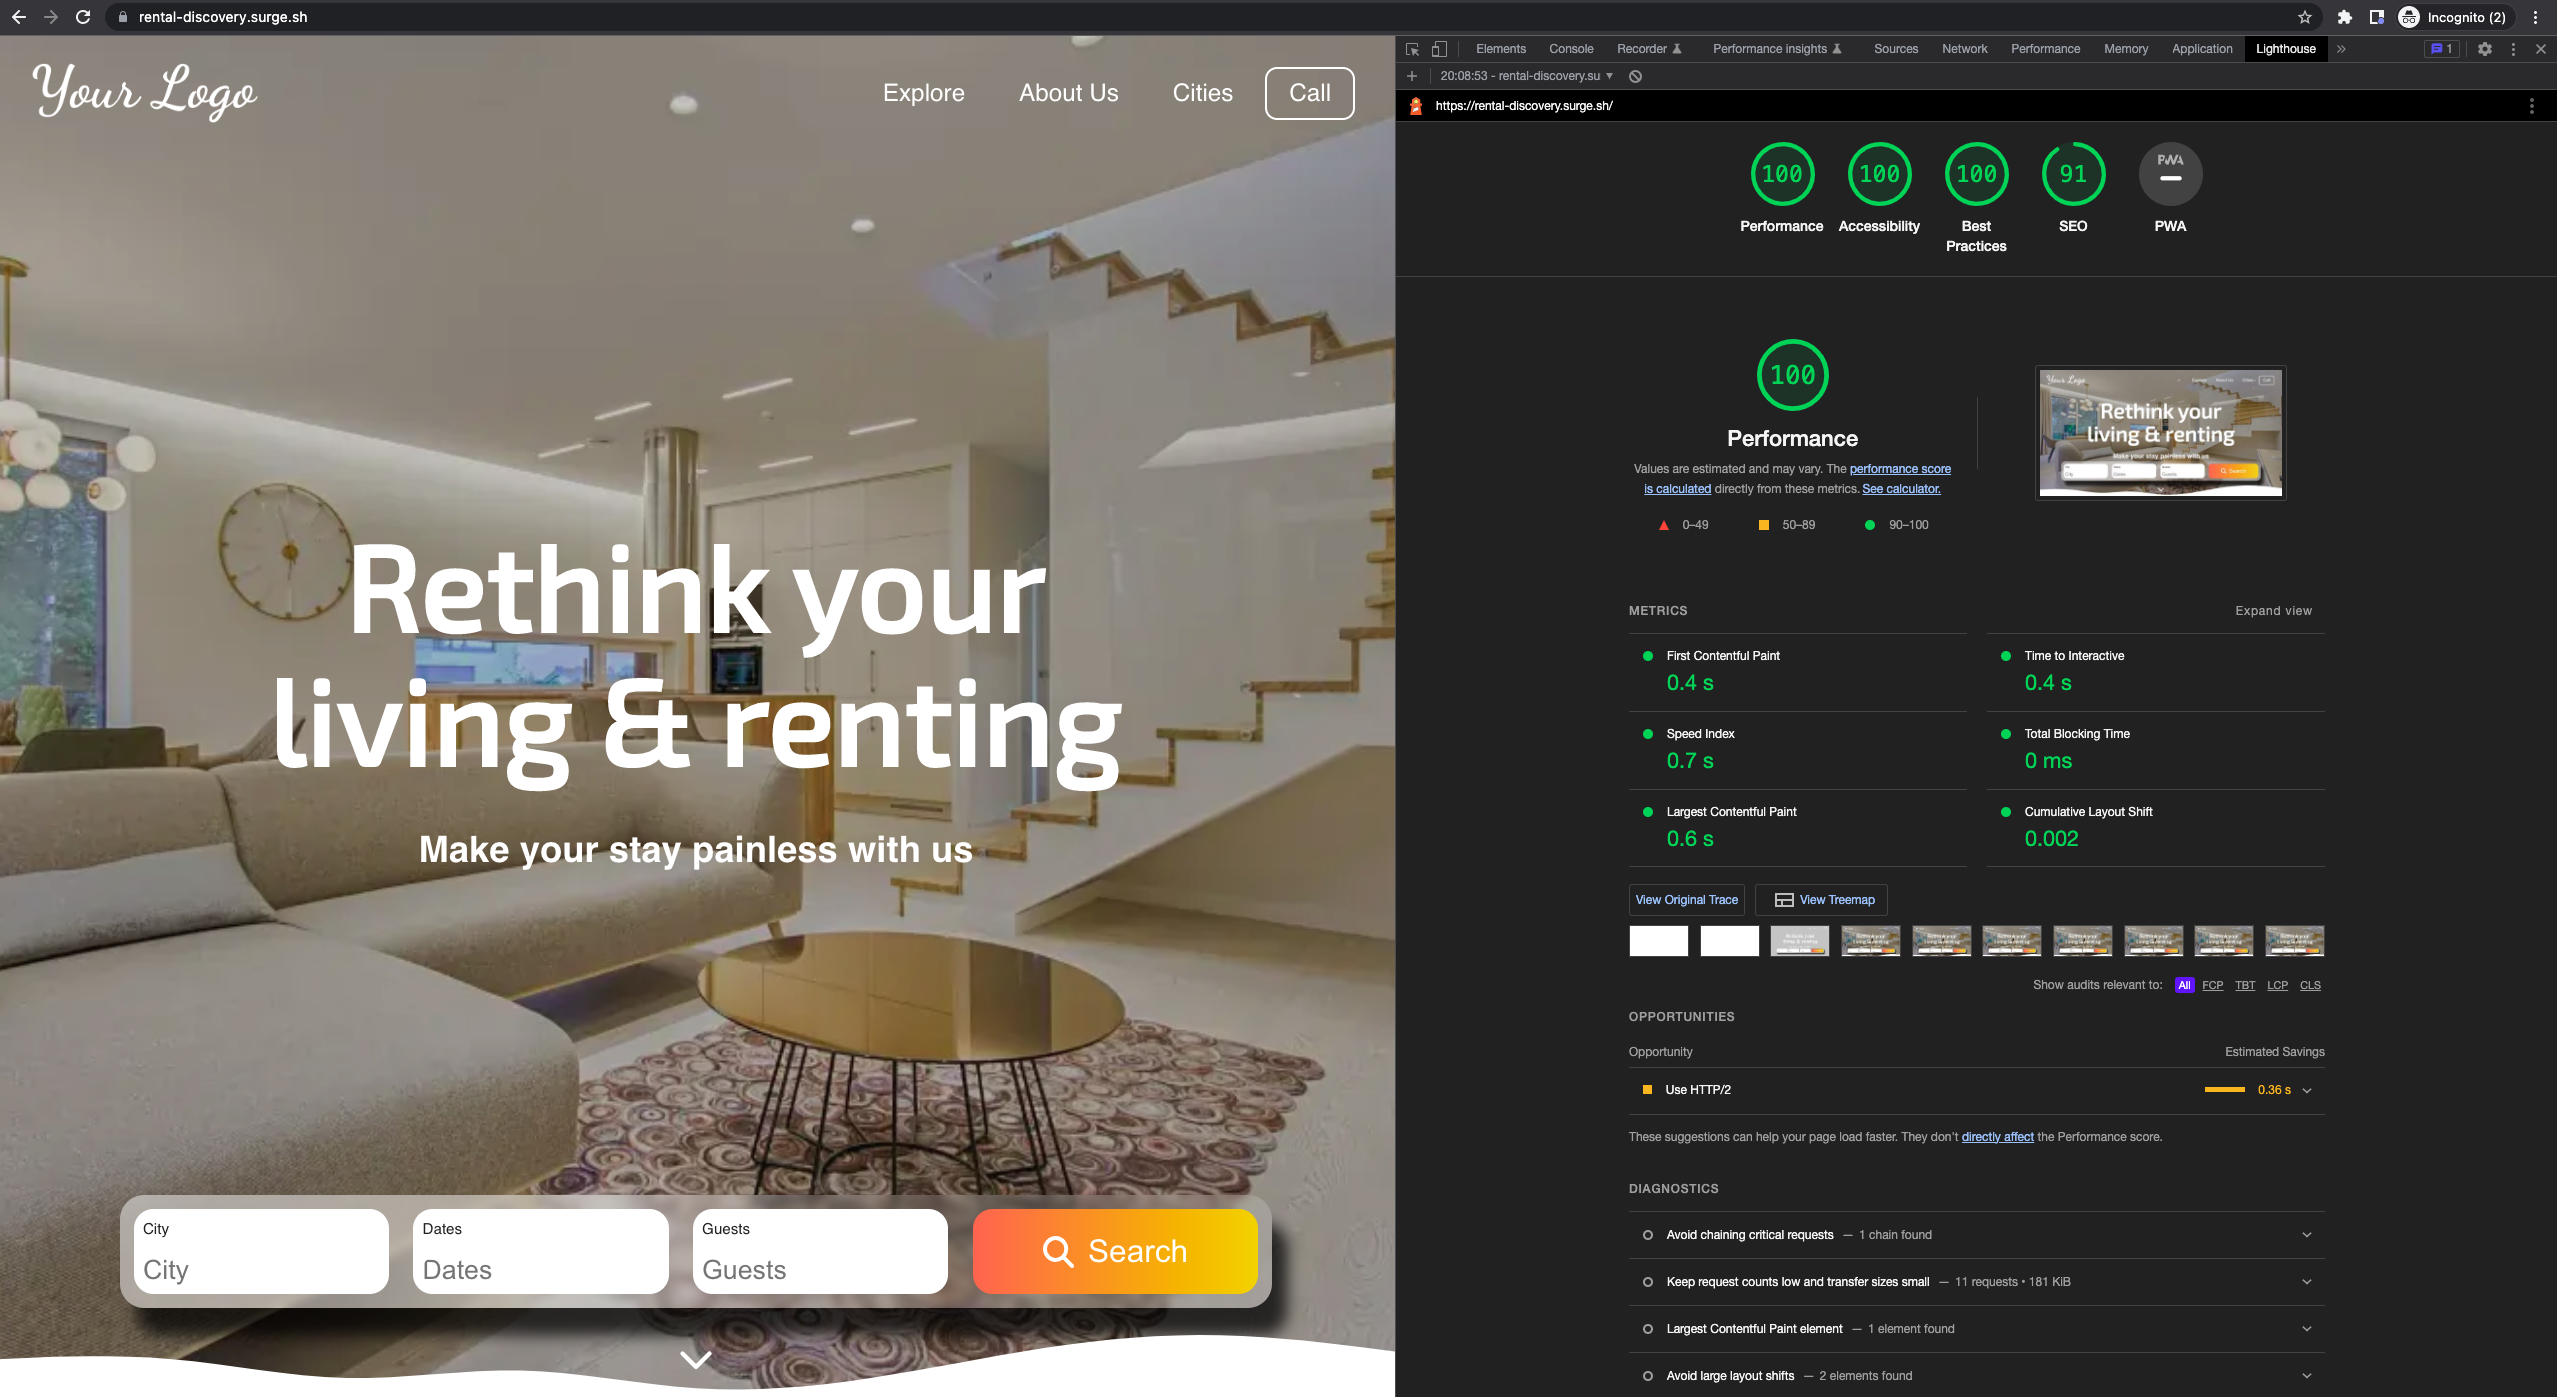 rental-discovery.surge.sh
Incognito (2)
Your Logo
Explore
About Us
Cities
Call
Rethink your
living & renting
Make your stay painless with us
City
City
Dates
Dates
Guests
Guests
Search
Elements
Console
Recorder
Performance insights
Sources
Network
Performance
Memory
Application
Lighthouse
1
20:08:53 - rental-discovery.su
https://rental-discovery.surge.sh/
100
Performance
100
Accessibility
100
Best
Practices
91
SEO
PWA
PWA
100
Performance
Values are estimated and may vary. The performance score
is calculated directly from these metrics. See calculator.
0–49
50–89
90–100
Your Logo
Rethink your
living & renting
Make your stay painless with us
Search
METRICS
Expand view
First Contentful Paint
0.4 s
Time to Interactive
0.4 s
Speed Index
0.7 s
Total Blocking Time
0 ms
Largest Contentful Paint
0.6 s
Cumulative Layout Shift
0.002
View Original Trace
View Treemap
Show audits relevant to: All FCP TBT LCP CLS
OPPORTUNITIES
Opportunity
Estimated Savings
Use HTTP/2
0.36 s
These suggestions can help your page load faster. They don't directly affect the Performance score.
DIAGNOSTICS
Avoid chaining critical requests — 1 chain found
Keep request counts low and transfer sizes small — 11 requests • 181 KiB
Largest Contentful Paint element — 1 element found
Avoid large layout shifts — 2 elements found